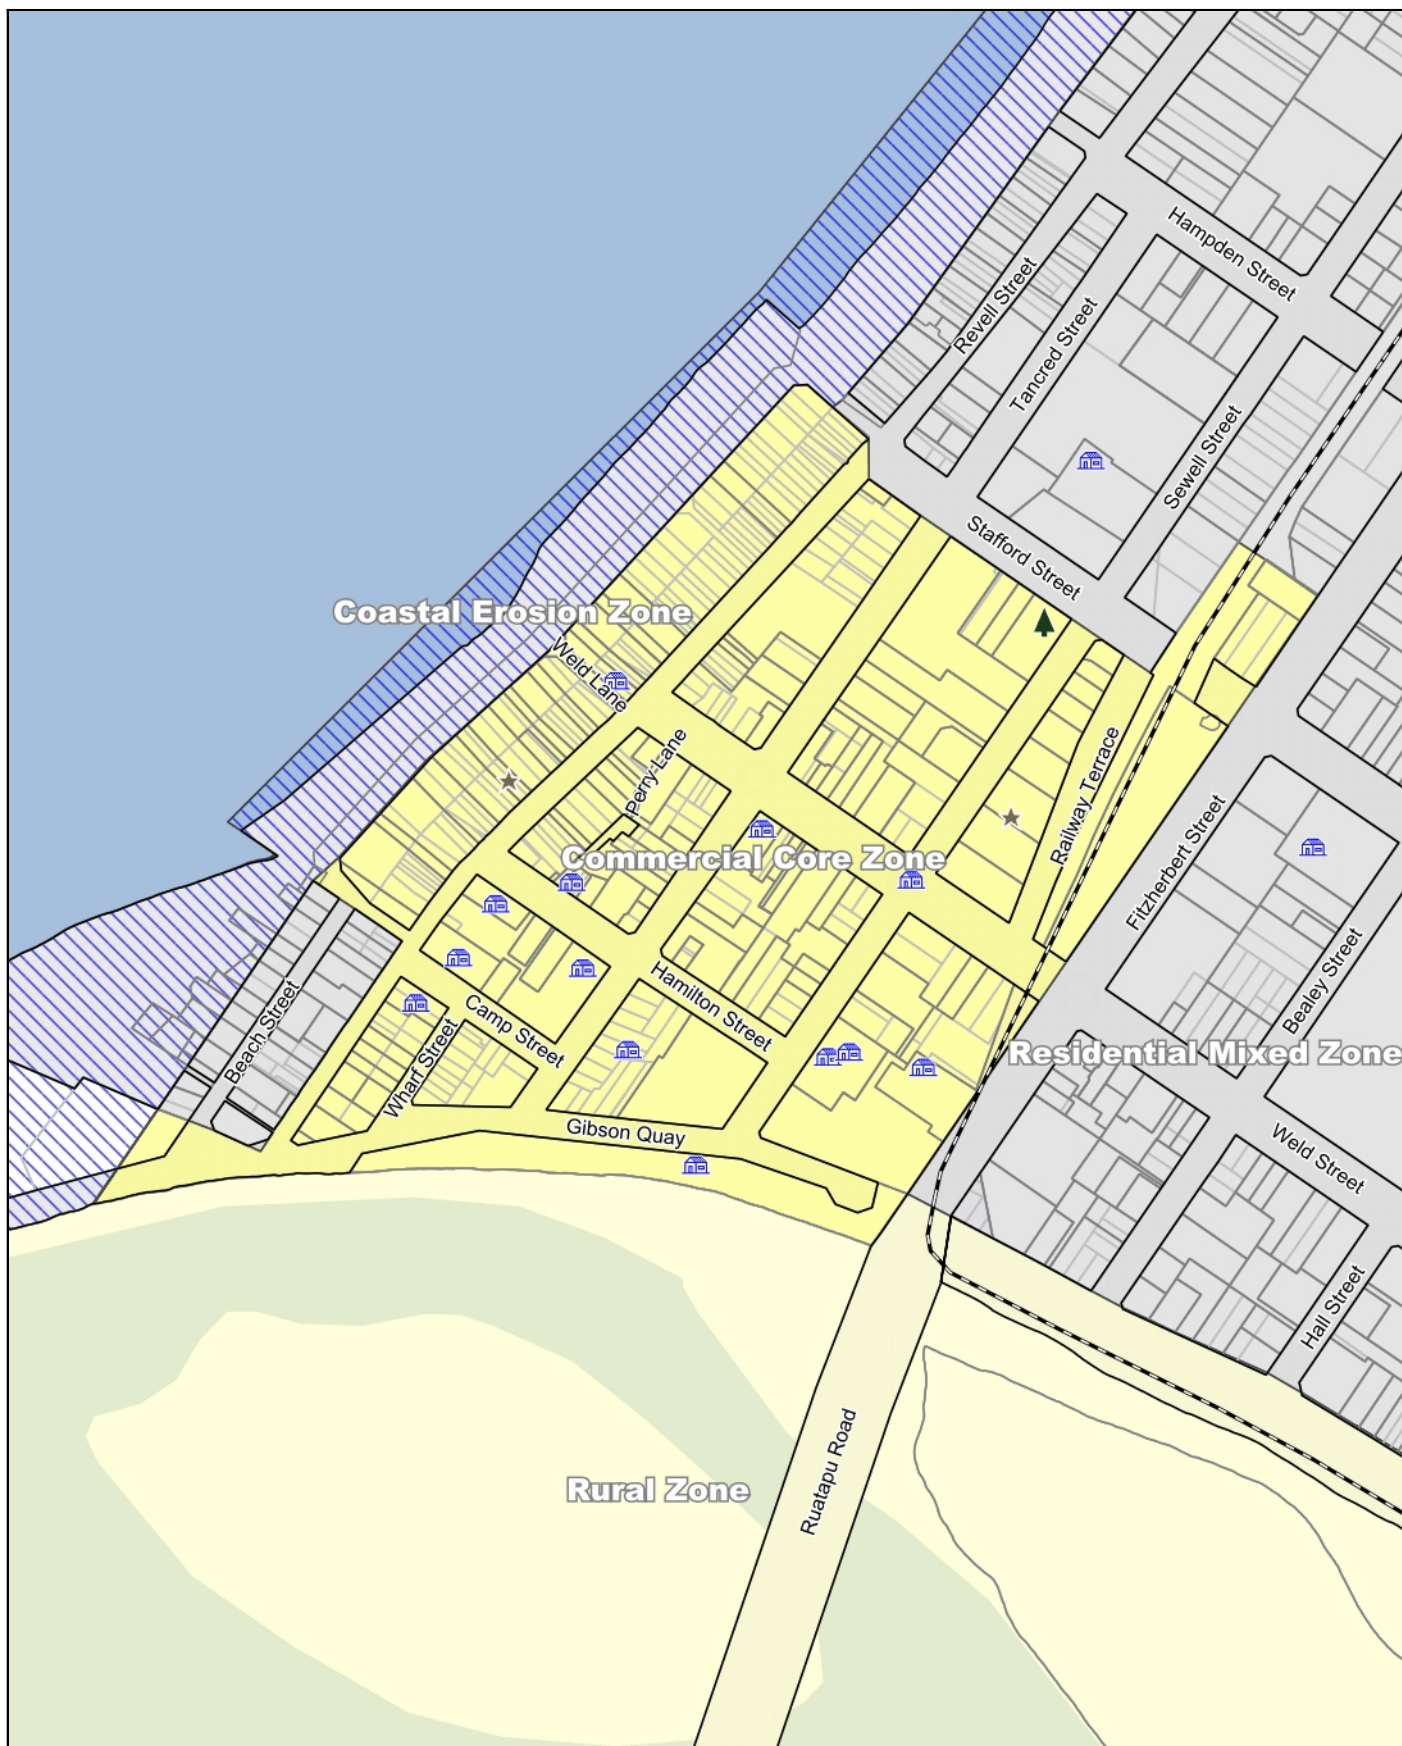 Hampden Street
Revell Street
Tancred Street
Sewell Street
Stafford Street
Coastal Erosion Zone
Weld Lane
Perry Lane
Railway Terrace
Fitzherbert Street
Commercial Core Zone
Bealey Street
Hamilton Street
Camp Street
Beach Street
Wharf Street
Residential Mixed Zone
Gibson Quay
Weld Street
Hall Street
Ruatapu Road
Rural Zone